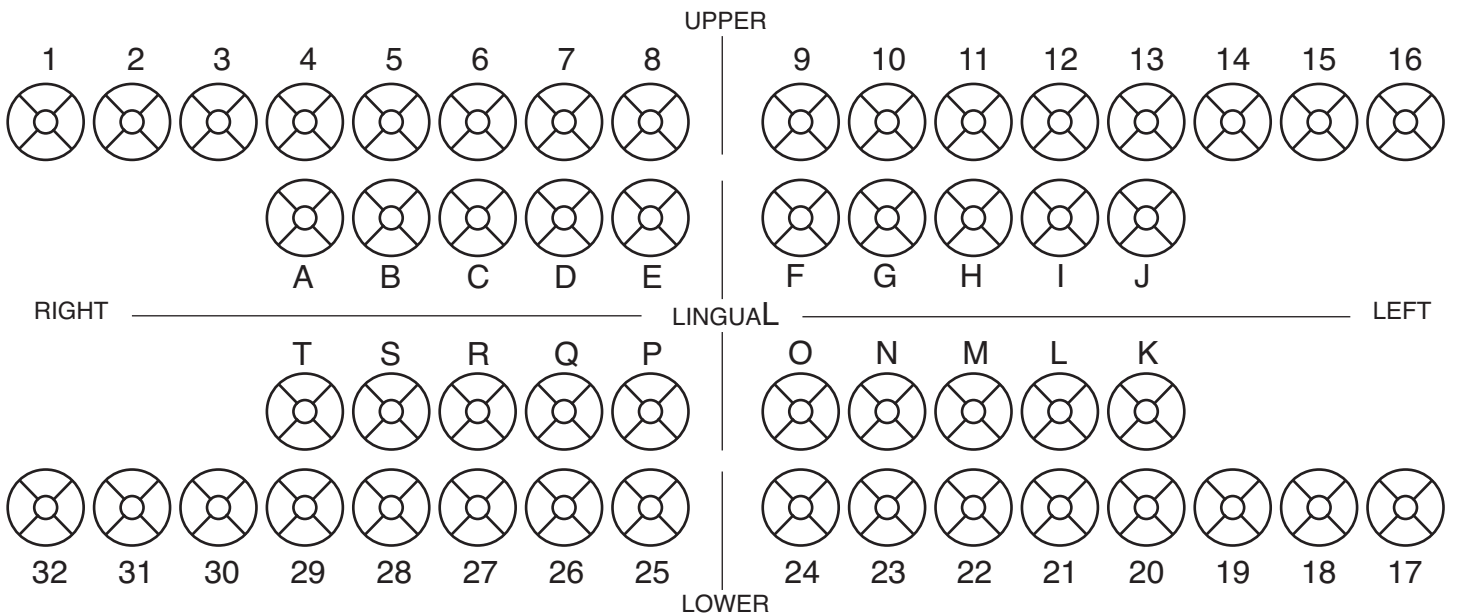 UPPER
1 2 3 4 5 6 7 8 9 10 11 12 13 14 15 16
A B C D E F G H I J
RIGHT LINGUAL LEFT
T S R Q P O N M L K
32 31 30 29 28 27 26 25 24 23 22 21 20 19 18 17
LOWER